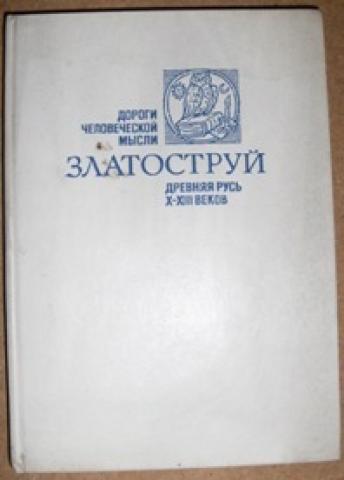 ДОРОГИ
ЧЕЛОВЕЧЕСКОЙ
МЫСЛИ
ЗЛАТОСТРУЙ
ДРЕВНЯЯ РУСЬ
X-XIII ВЕКОВ